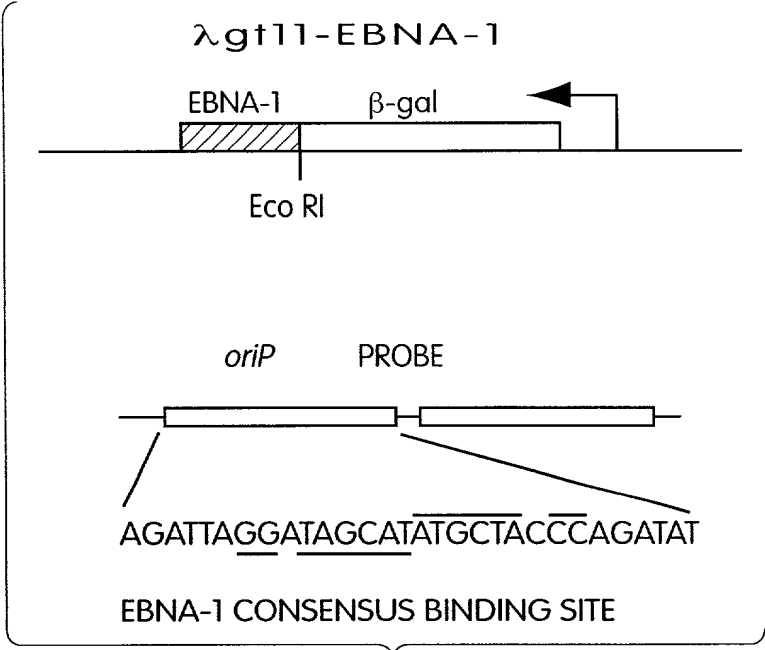 λgt11-EBNA-1
EBNA-1 β-gal
Eco RI
oriP PROBE
AGATTAGGATAGCATATGCTACCCAGATAT
EBNA-1 CONSENSUS BINDING SITE